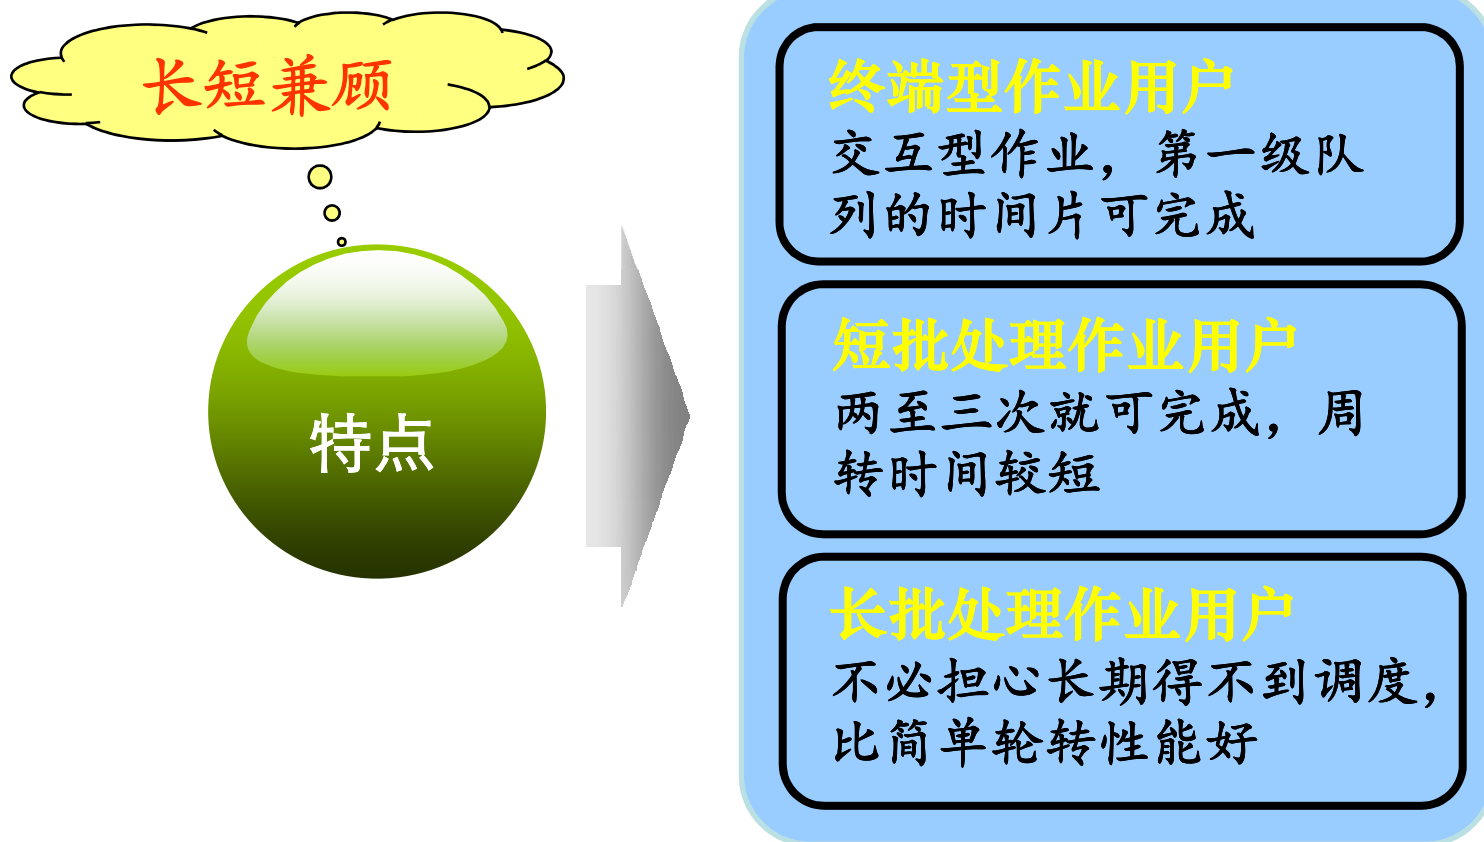 长短兼顾
特点
终端型作业用户
交互型作业，第一级队
列的时间片可完成
短批处理作业用户
两至三次就可完成，周
转时间较短
长批处理作业用户
不必担心长期得不到调度，
比简单轮转性能好